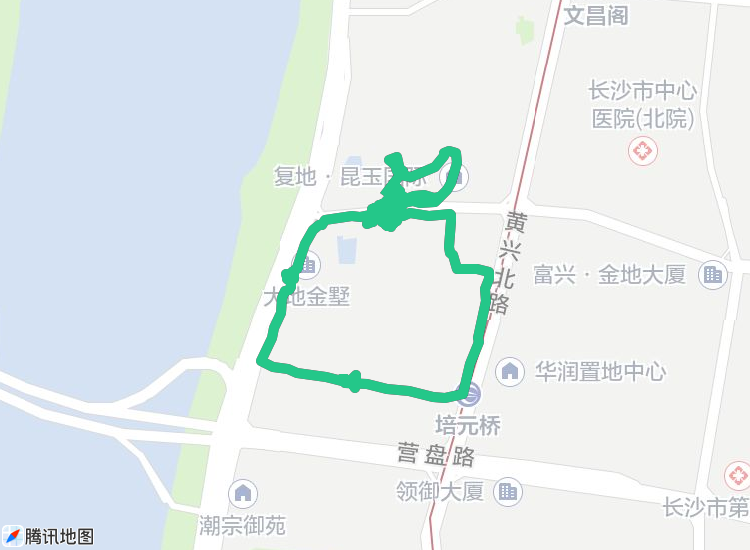 文昌阁
长沙市中心
医院(北院)
复地·昆玉国际
黄兴北路
富兴·金地大厦
大地金墅
华润置地中心
培元桥
营盘路
领御大厦
长沙市第
潮宗御苑
腾讯地图